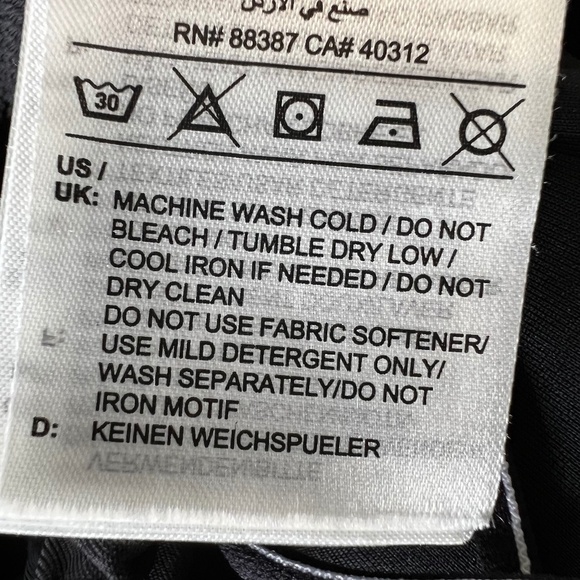 صنع في الأردن
RN# 88387 CA# 40312
30
US /
UK: MACHINE WASH COLD / DO NOT
BLEACH / TUMBLE DRY LOW /
COOL IRON IF NEEDED / DO NOT
DRY CLEAN
DO NOT USE FABRIC SOFTENER/
USE MILD DETERGENT ONLY/
WASH SEPARATELY/DO NOT
IRON MOTIF
D: KEINEN WEICHSPUELER